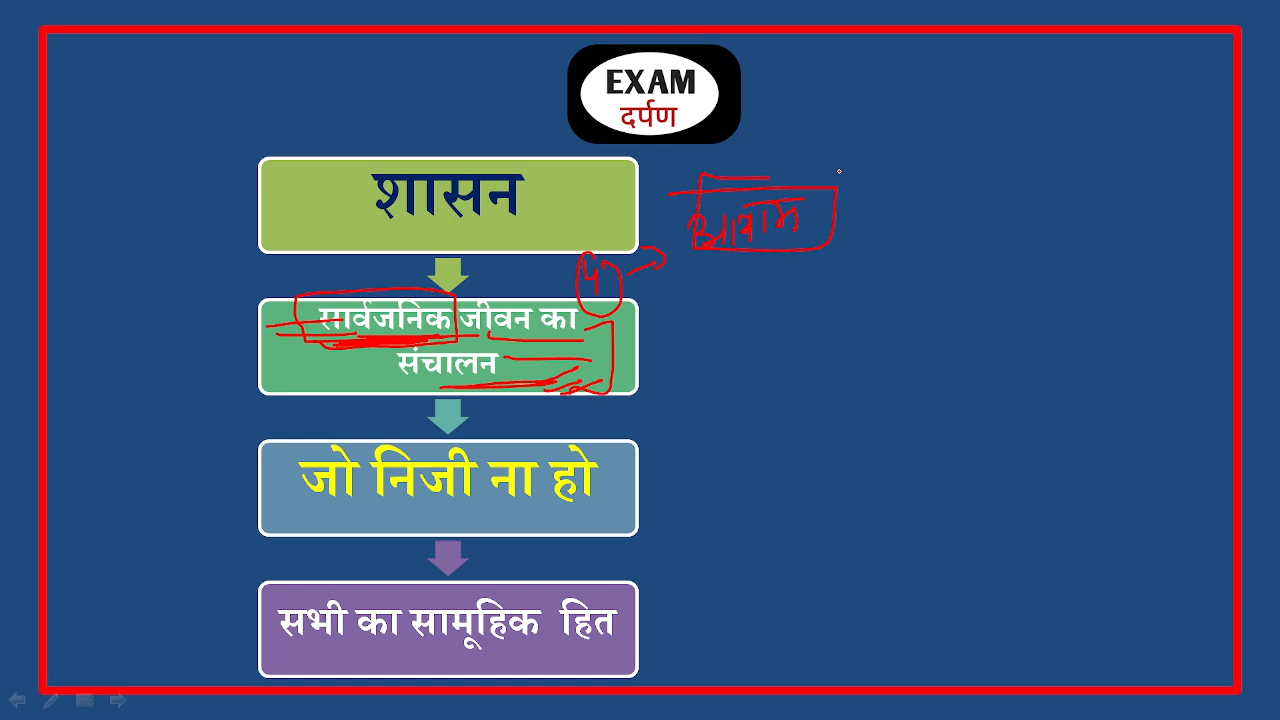 EXAM
दर्पण
शासन
सार्वजनिक जीवन का
संचालन
जो निजी ना हो
सभी का सामूहिक हित